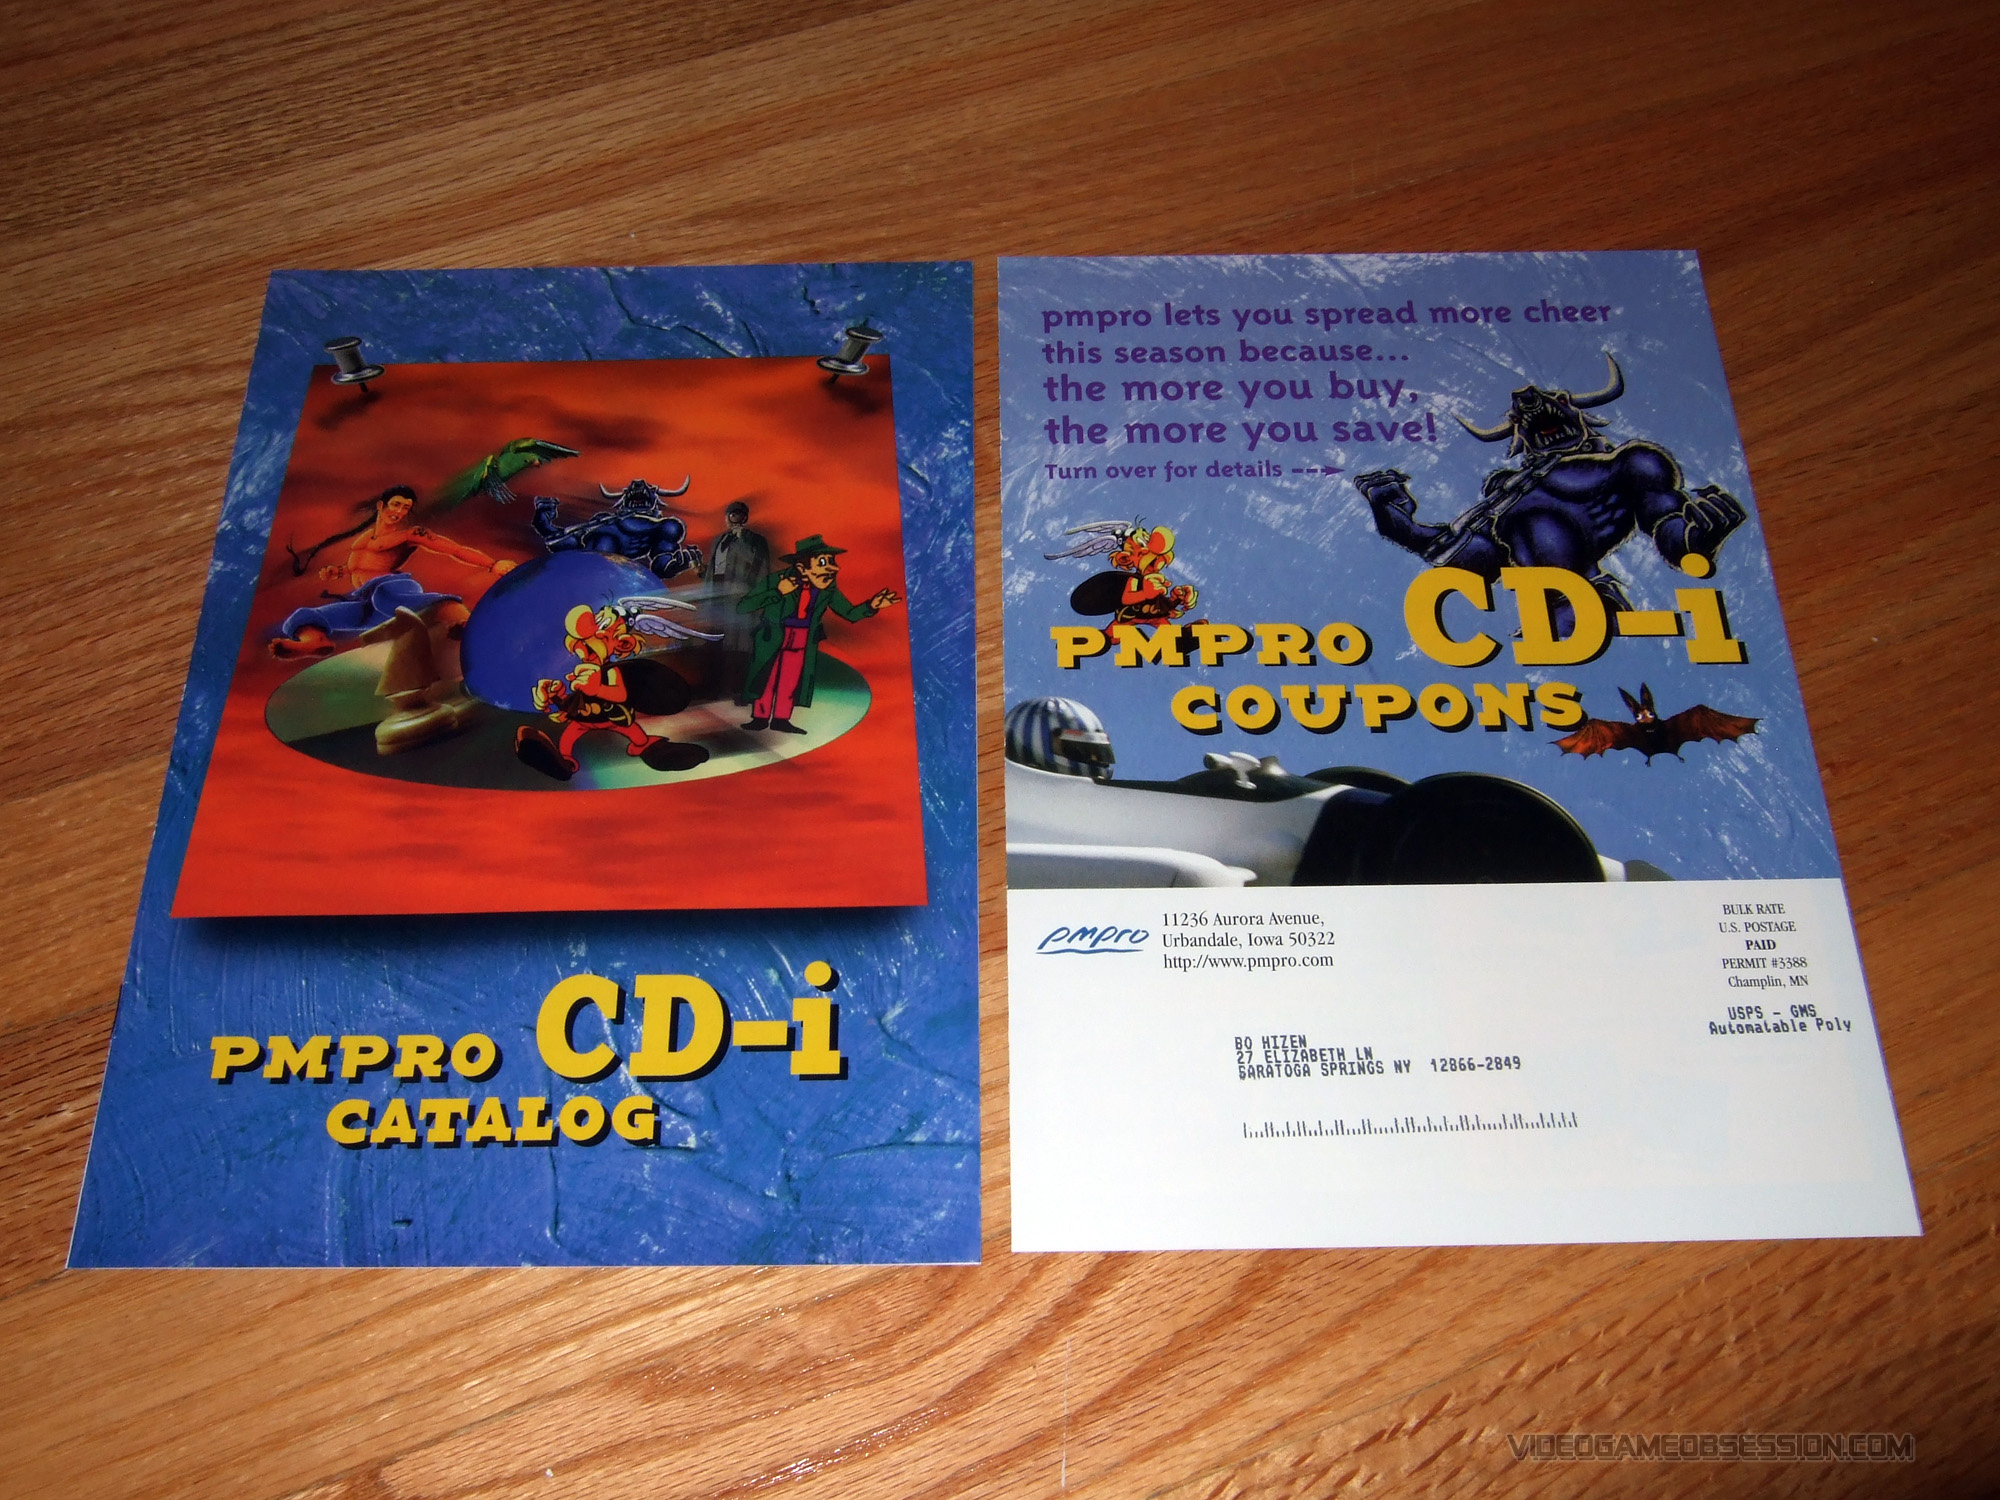 PMPRO CD-i
CATALOG
pmpro lets you spread more cheer
this season because...
the more you buy,
the more you save!
Turn over for details
PMPRO CD-i
COUPONS
pmpro
11236 Aurora Avenue,
Urbandale, Iowa 50322
http://www.pmpro.com
BULK RATE
U.S. POSTAGE
PAID
PERMIT #3388
Champlin, MN
USPS - GMS
Automatable Poly
BO HIZEN
27 ELIZABETH LN
SARATOGA SPRINGS NY 12866-2849
VIDEOGAMEOBSESSION.COM